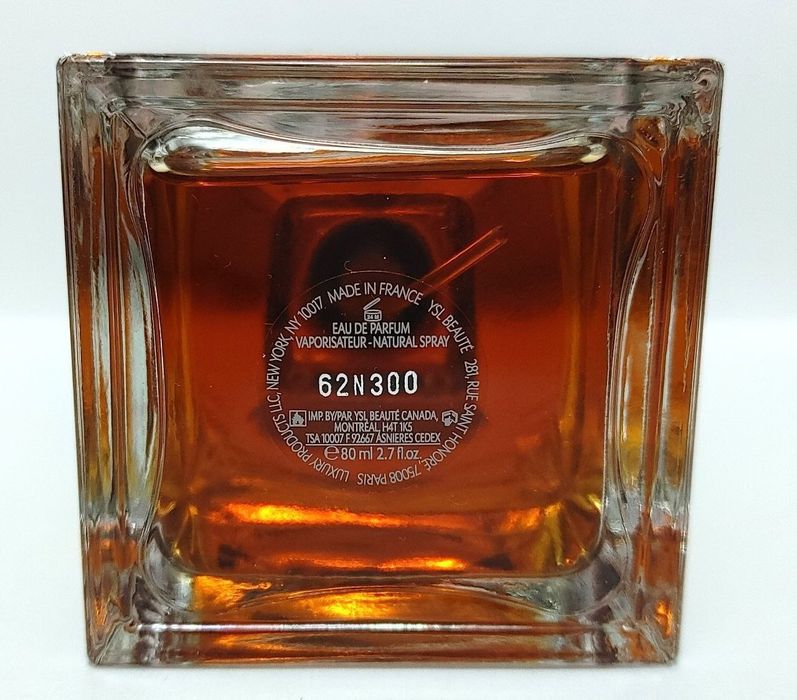 MADE IN FRANCE YSL BEAUTÉ 281, RUE SAINT HONORÉ, 75008 PARIS LUXURY PRODUCTS LLC, NEW YORK, NY 10017
24 M
EAU DE PARFUM
VAPORISATEUR - NATURAL SPRAY
62N300
IMP. BY/PAR YSL BEAUTÉ CANADA,
MONTRÉAL, H4T 1K5
TSA 10007 F 92667 ASNIERES CEDEX
℮ 80 ml 2.7 fl.oz.